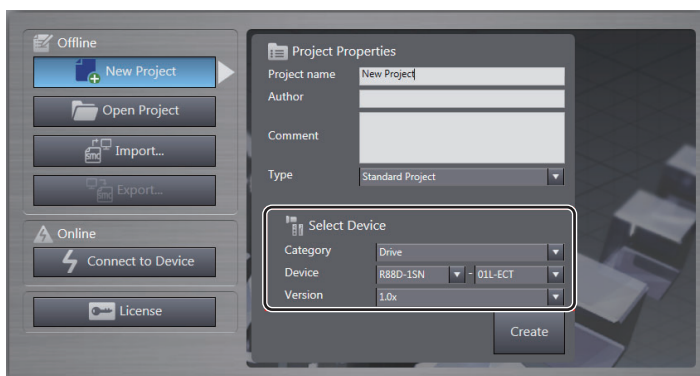 Offline
New Project
Open Project
Import...
Export...
Online
Connect to Device
License
Project Properties
Project name New Project
Author
Comment
Type Standard Project
Select Device
Category Drive
Device R88D-1SN - 01L-ECT
Version 1.0x
Create